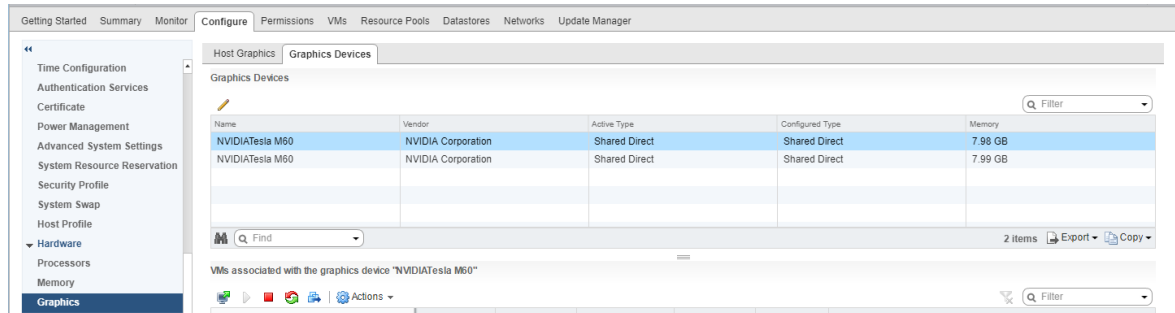 Getting Started Summary Monitor Configure Permissions VMs Resource Pools Datastores Networks Update Manager
Time Configuration
Authentication Services
Certificate
Power Management
Advanced System Settings
System Resource Reservation
Security Profile
System Swap
Host Profile
Hardware
Processors
Memory
Graphics
Host Graphics Graphics Devices
Graphics Devices
Filter
Name Vendor Active Type Configured Type Memory
NVIDIATesla M60 NVIDIA Corporation Shared Direct Shared Direct 7.98 GB
NVIDIATesla M60 NVIDIA Corporation Shared Direct Shared Direct 7.99 GB
Find 2 items Export Copy
VMs associated with the graphics device "NVIDIATesla M60"
Actions Filter